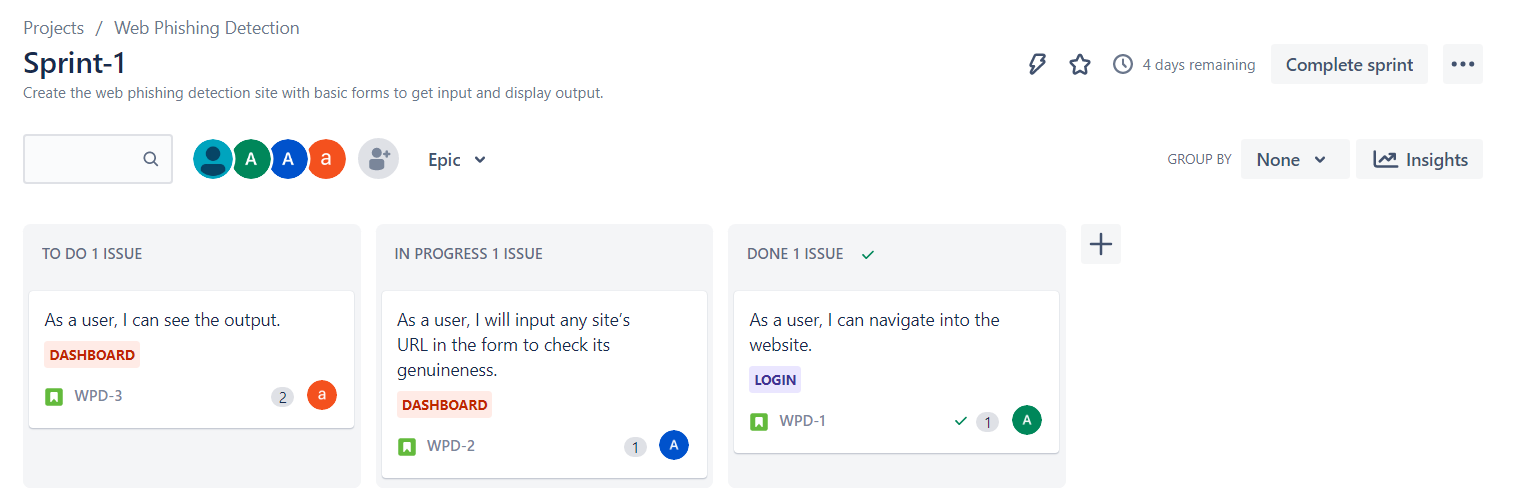 Projects / Web Phishing Detection
Sprint-1
4 days remaining
Complete sprint
Create the web phishing detection site with basic forms to get input and display output.
A
A
a
Epic
GROUP BY
None
Insights
TO DO 1 ISSUE
As a user, I can see the output.
DASHBOARD
WPD-3
2
a
IN PROGRESS 1 ISSUE
As a user, I will input any site’s
URL in the form to check its
genuineness.
DASHBOARD
WPD-2
1
A
DONE 1 ISSUE
As a user, I can navigate into the
website.
LOGIN
WPD-1
1
A